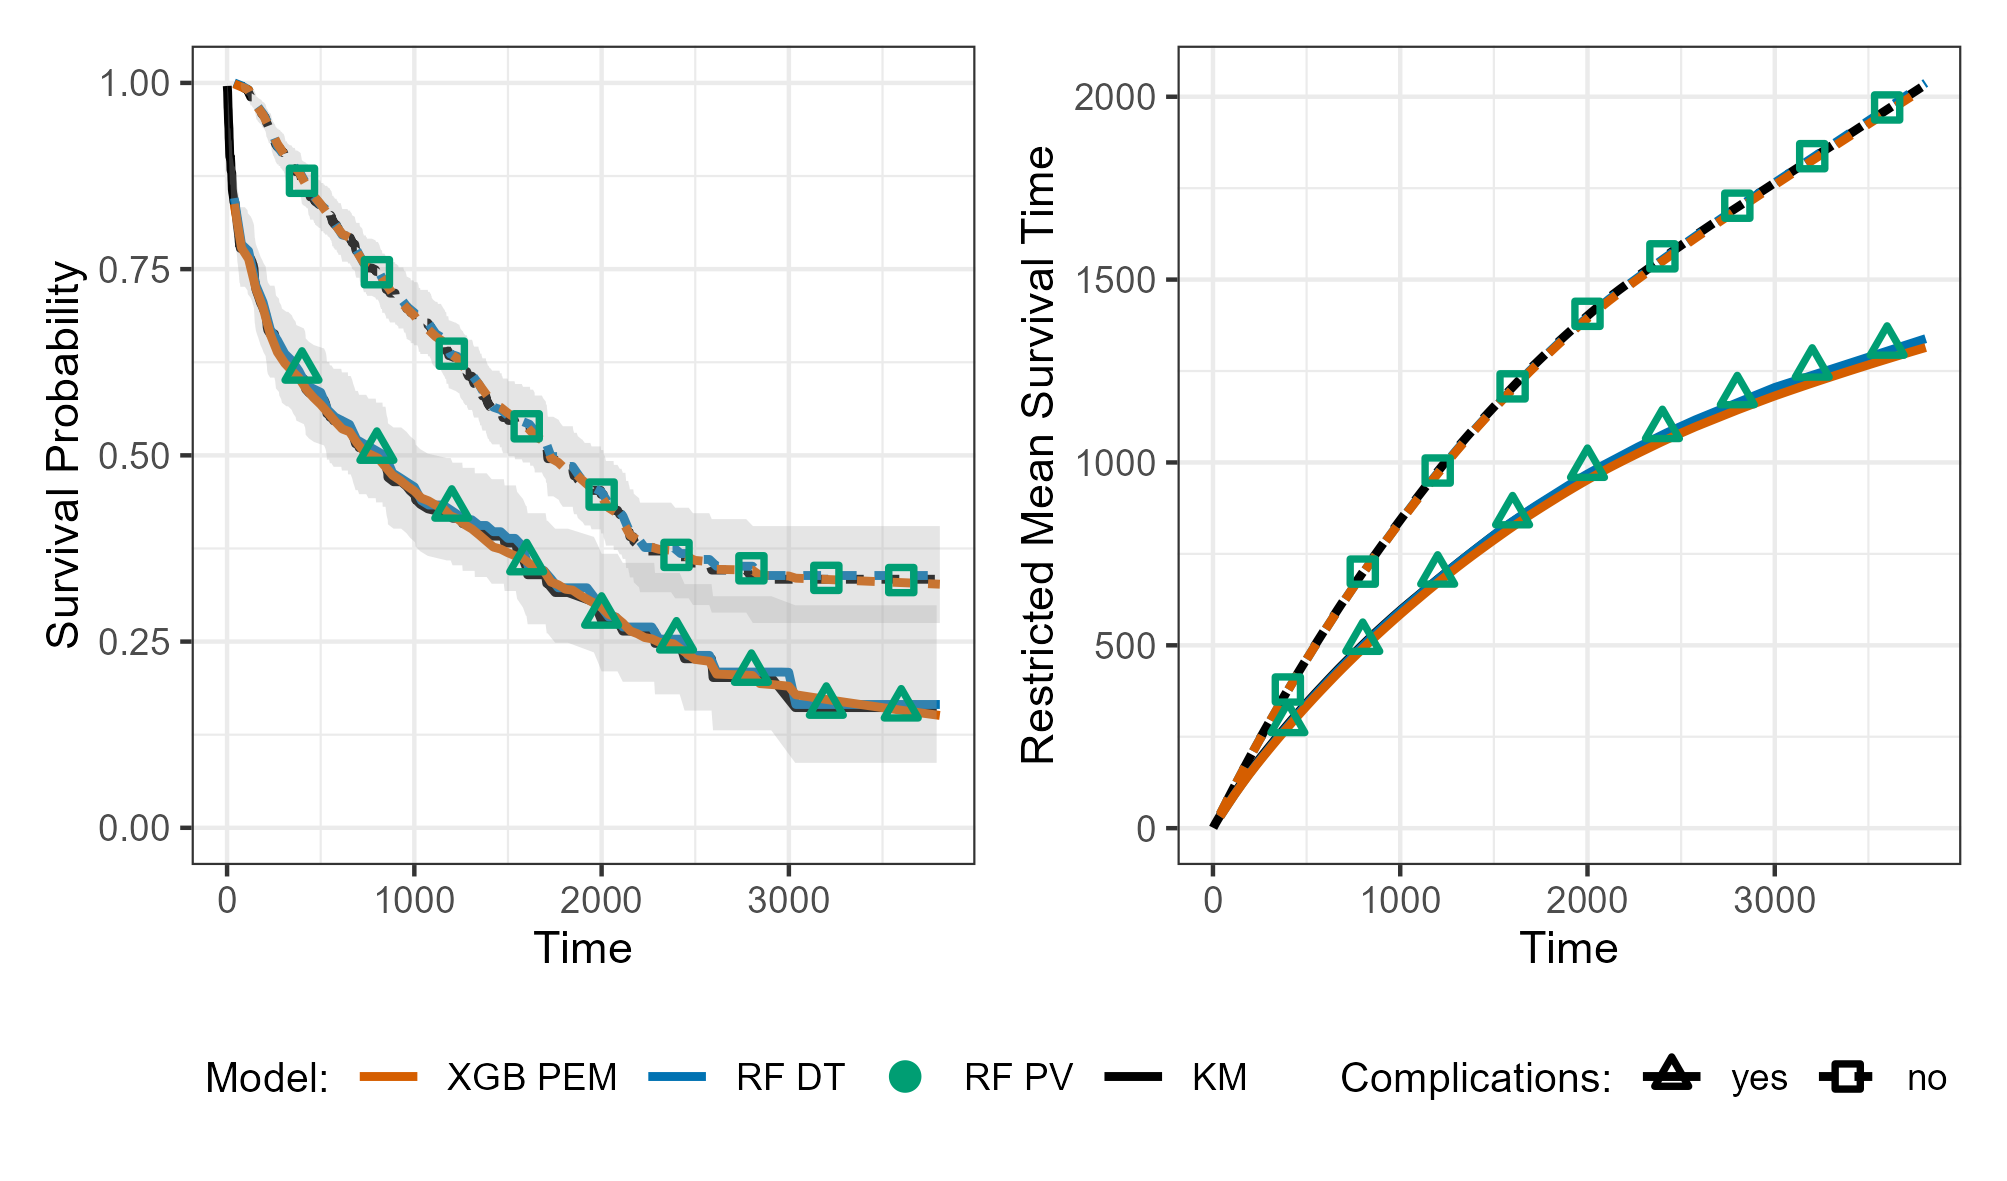 Survival Probability
1.00
0.75
0.50
0.25
0.00
0 1000 2000 3000
Time
Restricted Mean Survival Time
2000
1500
1000
500
0
0 1000 2000 3000
Time
Model: XGB PEM RF DT RF PV KM Complications: yes no